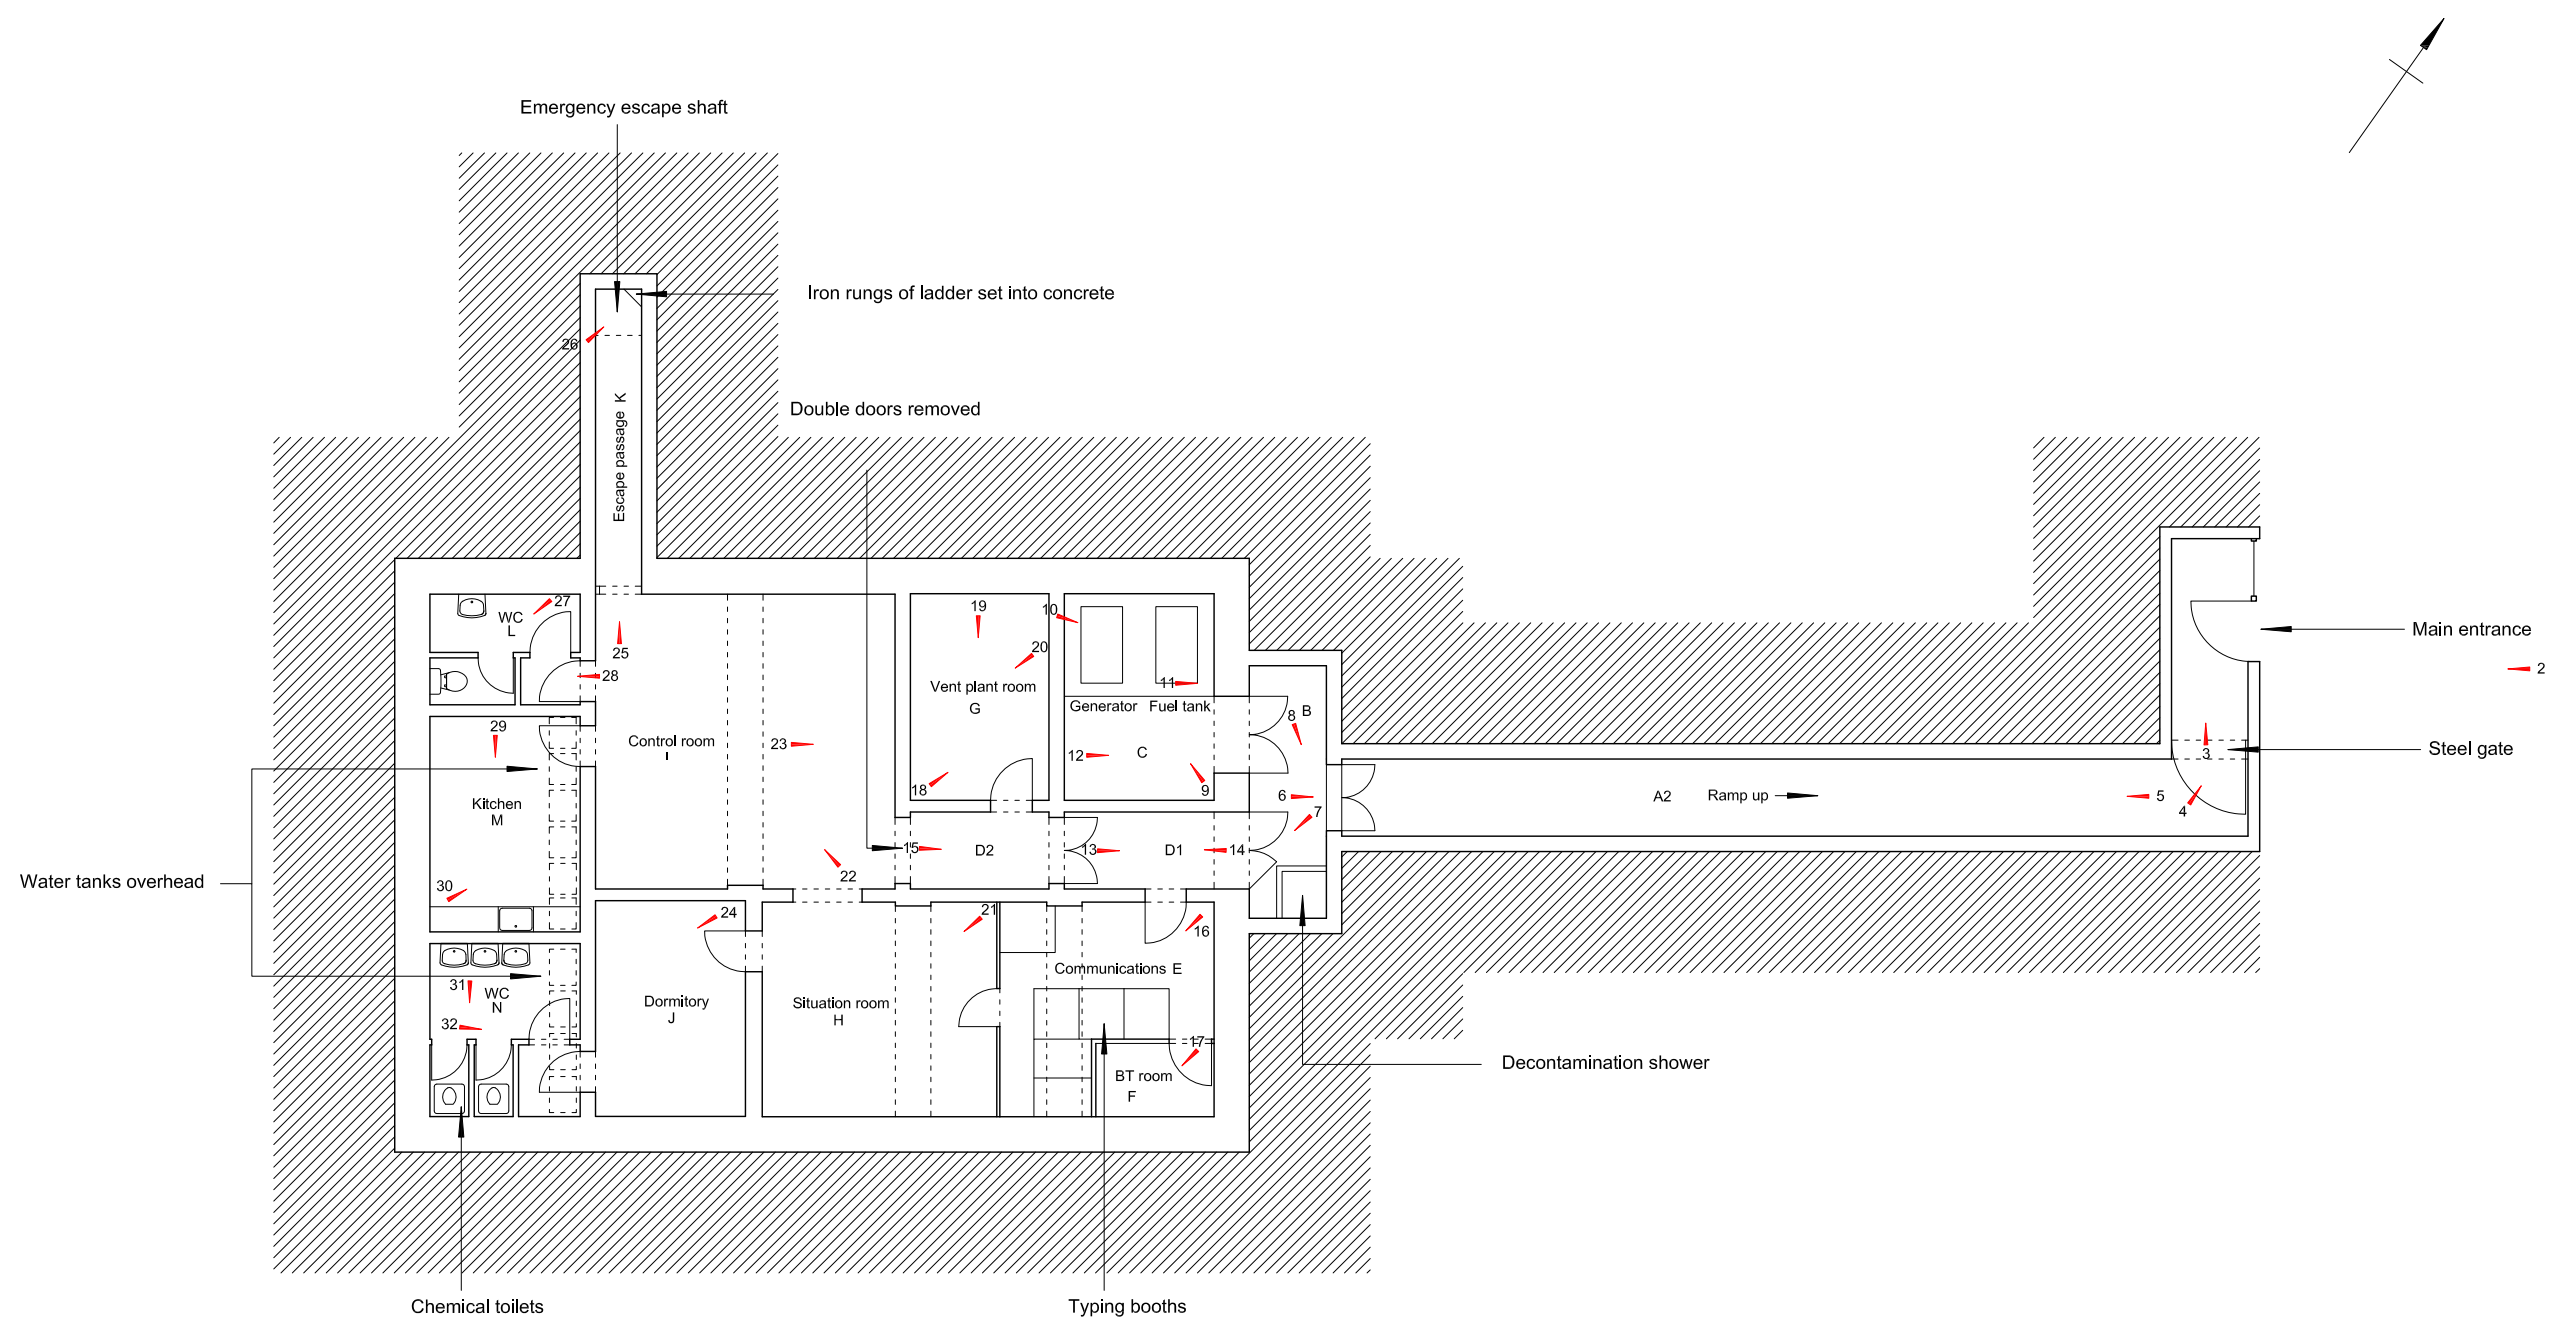 Emergency escape shaft
Iron rungs of ladder set into concrete
26
Double doors removed
Escape passage K
27
WC
L
25
28
19
10
20
Vent plant room
G
11
Generator
Fuel tank
8
B
Main entrance
2
29
Control room
I
23
12
C
3
Steel gate
Kitchen
M
18
9
6
7
A2
Ramp up
5
4
15
D2
13
D1
14
22
Water tanks overhead
30
24
21
16
Communications E
31
WC
N
32
Dormitory
J
Situation room
H
17
BT room
F
Decontamination shower
Chemical toilets
Typing booths